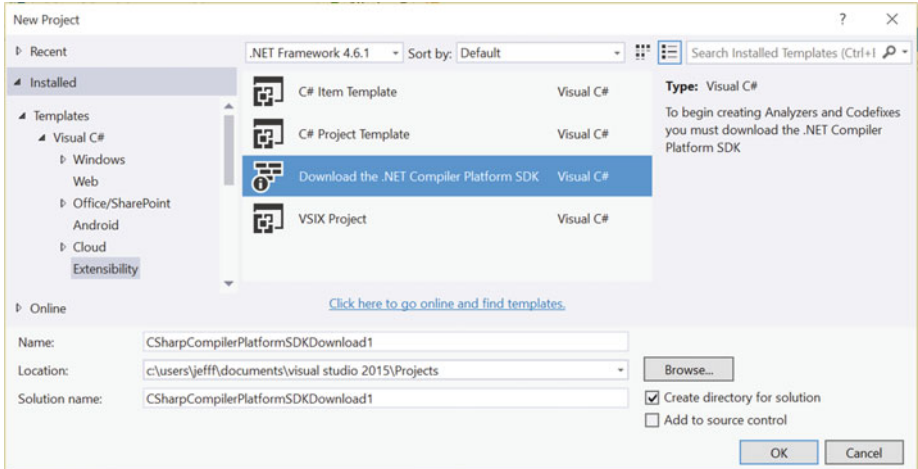 New Project
?
Recent
.NET Framework 4.6.1
Sort by: Default
Search Installed Templates (Ctrl+
Installed
Templates
Visual C#
Windows
Web
Office/SharePoint
Android
Cloud
Extensibility
Online
C# Item Template Visual C#
C# Project Template Visual C#
Download the .NET Compiler Platform SDK Visual C#
VSIX Project Visual C#
Click here to go online and find templates.
Type: Visual C#
To begin creating Analyzers and Codefixes
you must download the .NET Compiler
Platform SDK
Name: CSharpCompilerPlatformSDKDownload1
Location: c:\users\jefff\documents\visual studio 2015\Projects
Browse...
Solution name: CSharpCompilerPlatformSDKDownload1
Create directory for solution
Add to source control
OK
Cancel